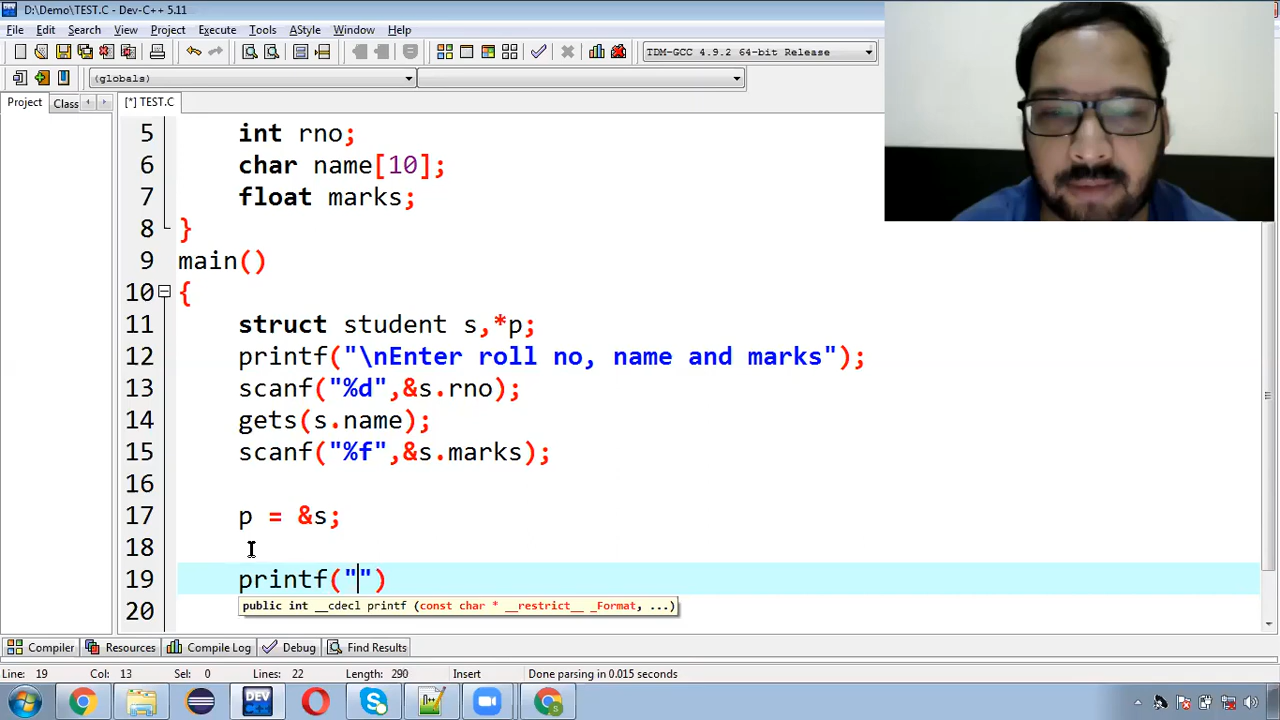 D:\Demo\TEST.C - Dev-C++ 5.11
File Edit Search View Project Execute Tools AStyle Window Help
TDM-GCC 4.9.2 64-bit Release
(globals)
Project Class [*] TEST.C
5 int rno;
6 char name[10];
7 float marks;
8 }
9 main()
10 {
11 struct student s,*p;
12 printf("\nEnter roll no, name and marks");
13 scanf("%d",&s.rno);
14 gets(s.name);
15 scanf("%f",&s.marks);
16
17 p = &s;
18
19 printf("")
public int __cdecl printf (const char * __restrict__ _Format, ...)
20
Compiler Resources Compile Log Debug Find Results
Line: 19 Col: 13 Sel: 0 Lines: 22 Length: 290 Insert Done parsing in 0.015 seconds
DEV C++